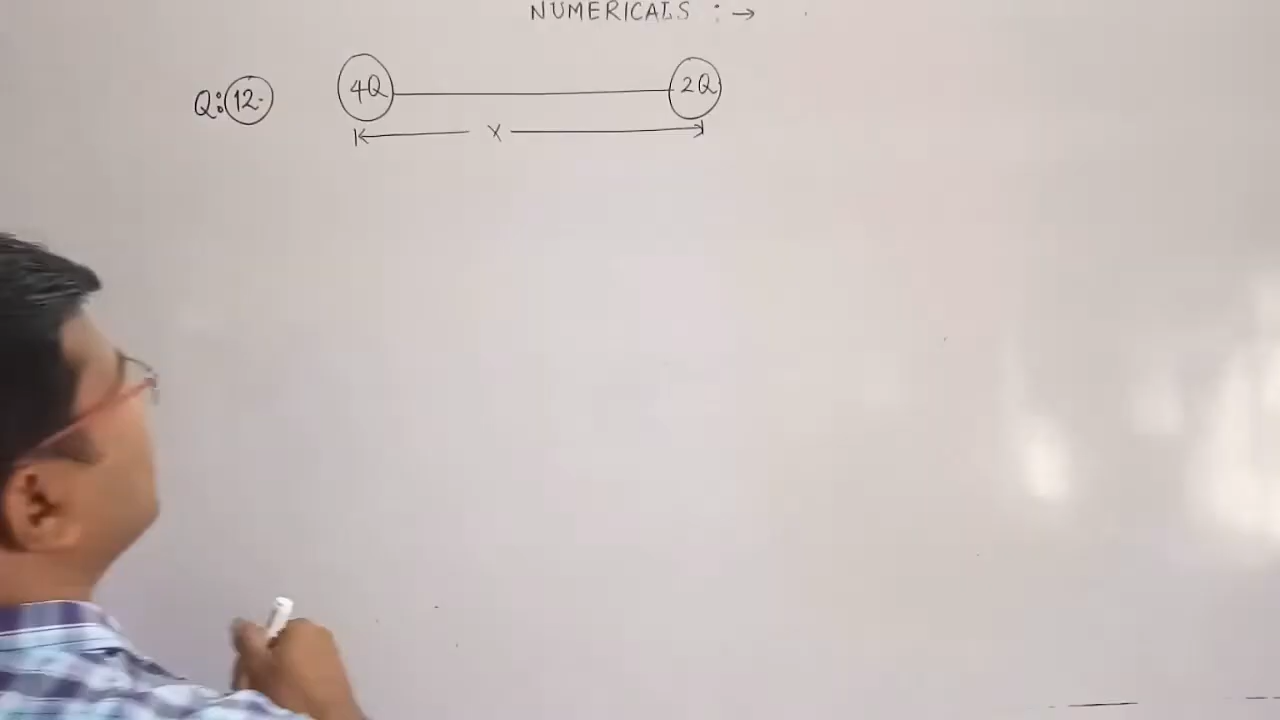 NUMERICALS : →
Q: 12. 4Q 2Q
x